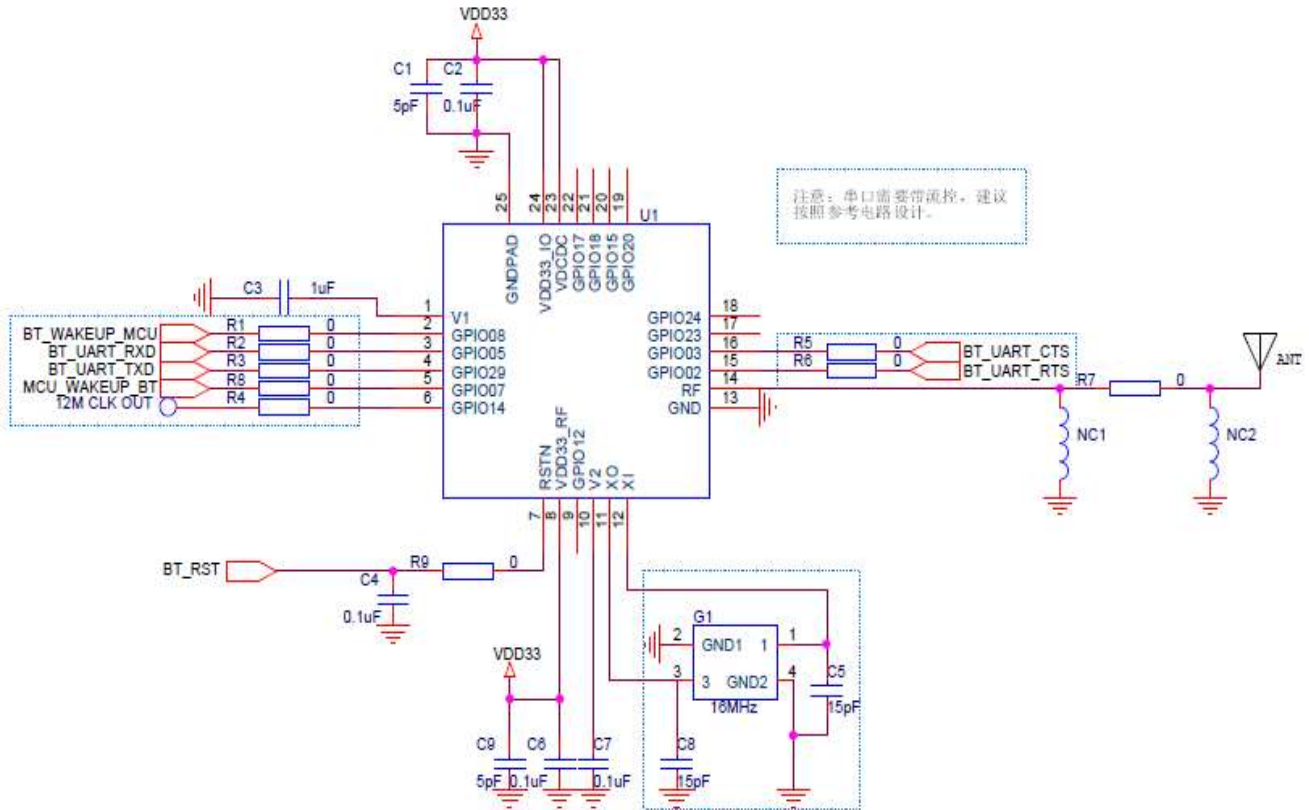 VDD33
C1
C2
5pF
0.1uF
注意：串口需要带流控，建议
按照参考电路设计。
25
24
23
22
21
20
19
U1
GNDPAD
VDD33_IO
VDCDC
GPIO17
GPIO18
GPIO15
GPIO20
C3
1uF
1
V1
BT_WAKEUP_MCU
R1
0
2
GPIO08
BT_UART_RXD
R2
0
3
GPIO05
BT_UART_TXD
R3
0
4
GPIO29
MCU_WAKEUP_BT
R8
0
5
GPIO07
12M CLK OUT
R4
0
6
GPIO14
GPIO24
18
GPIO23
17
GPIO03
16
R5
0
BT_UART_CTS
GPIO02
15
R6
0
BT_UART_RTS
RF
14
R7
0
ANT
GND
13
NC1
NC2
RSTN
VDD33_RF
GPIO12
V2
XO
XI
7
8
9
10
11
12
BT_RST
R9
0
C4
0.1uF
G1
2
GND1
1
1
3
3
GND2
4
16MHz
C5
15pF
VDD33
C9
5pF
C6
0.1uF
C7
0.1uF
C8
15pF